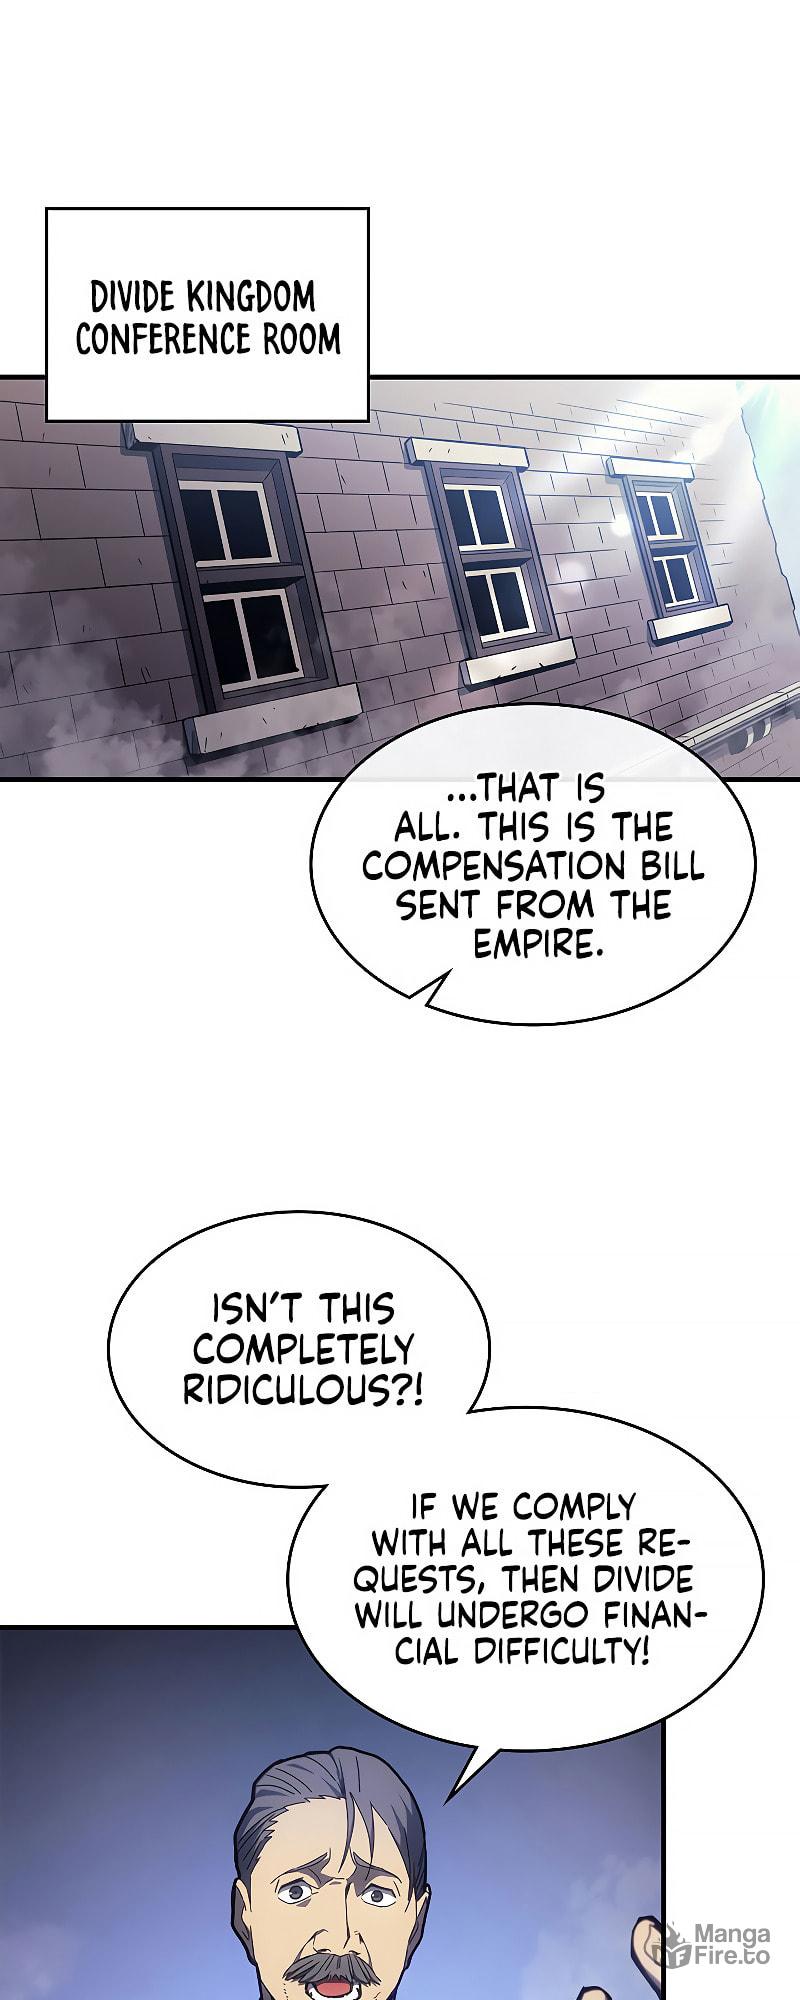 DIVIDE KINGDOM
CONFERENCE ROOM
...THAT IS
ALL. THIS IS THE
COMPENSATION BILL
SENT FROM THE
EMPIRE.
ISN'T THIS
COMPLETELY
RIDICULOUS?!
IF WE COMPLY
WITH ALL THESE RE-
QUESTS, THEN DIVIDE
WILL UNDERGO FINAN-
CIAL DIFFICULTY!
Manga
Fire.to